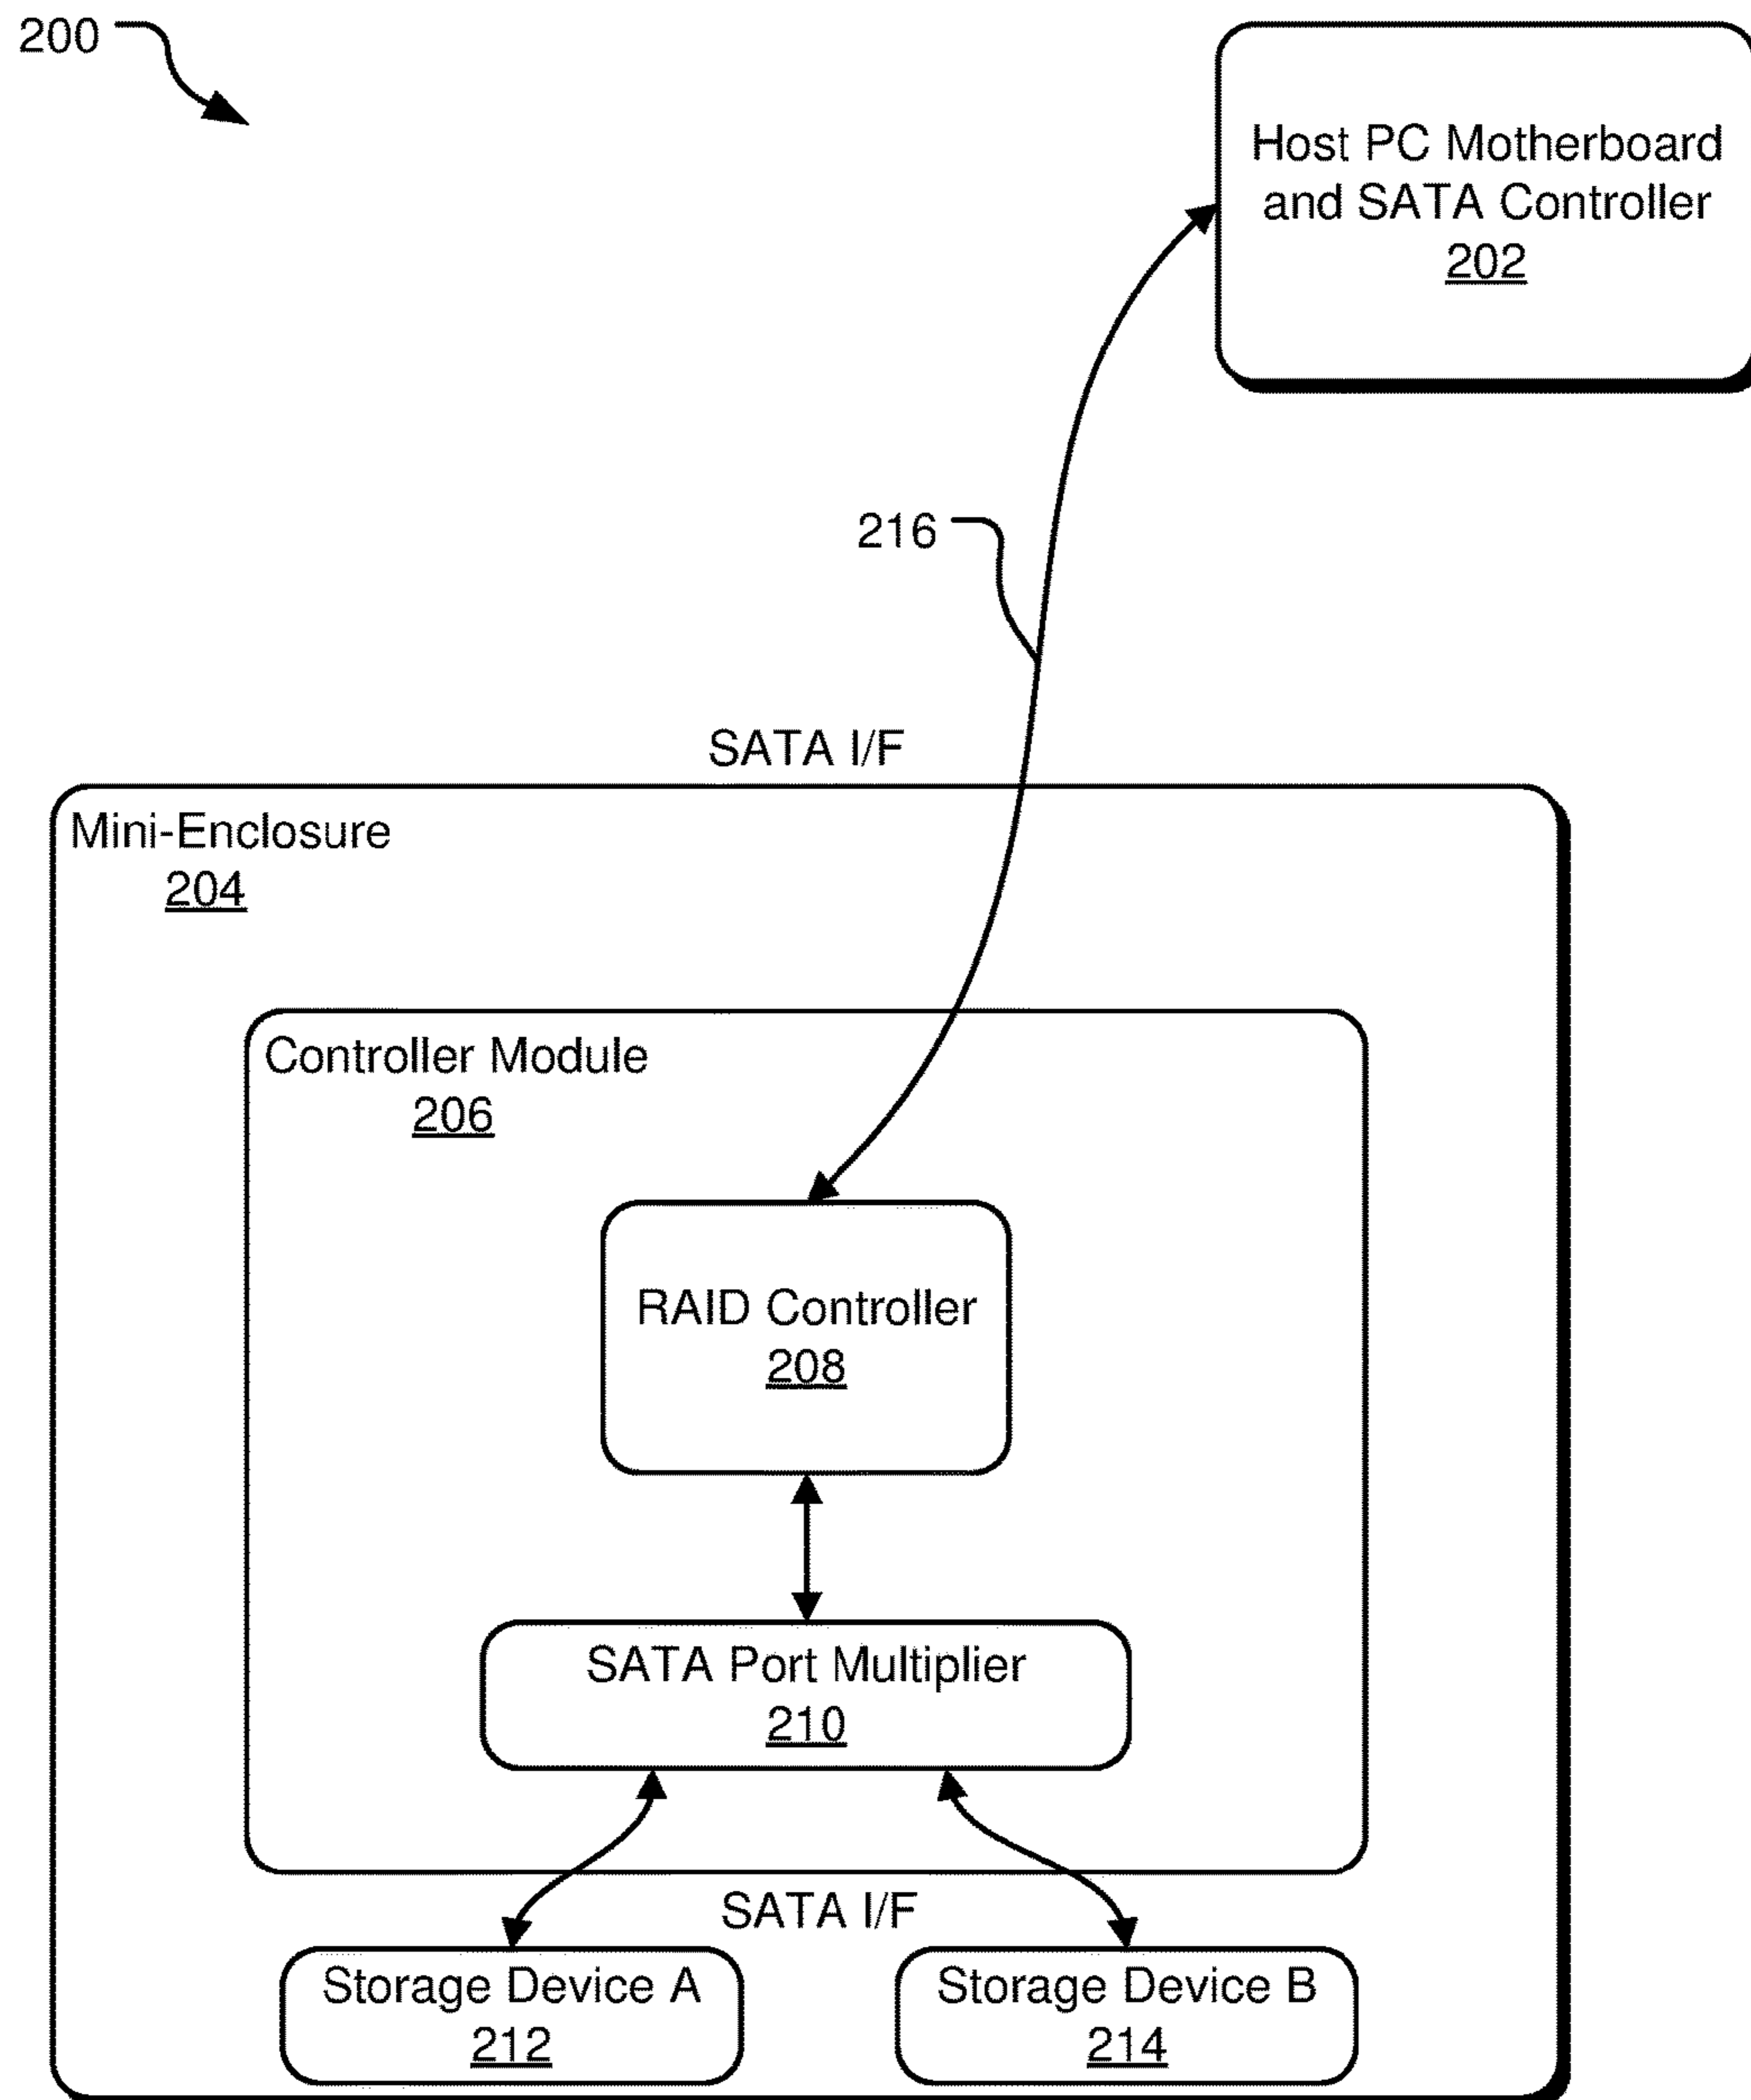 200
Host PC Motherboard
and SATA Controller
202
216
SATA I/F
Mini-Enclosure
204
Controller Module
206
RAID Controller
208
SATA Port Multiplier
210
SATA I/F
Storage Device A
212
Storage Device B
214